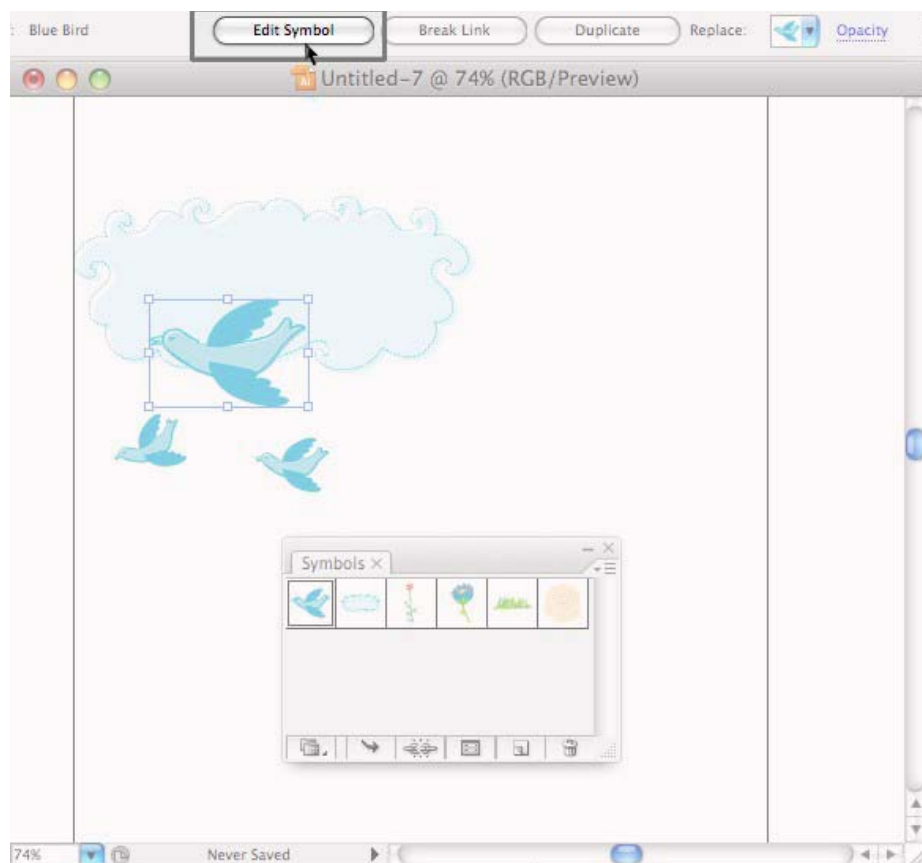 : Blue Bird Edit Symbol Break Link Duplicate Replace: Opacity
Untitled-7 @ 74% (RGB/Preview)
Symbols ×
74% Never Saved